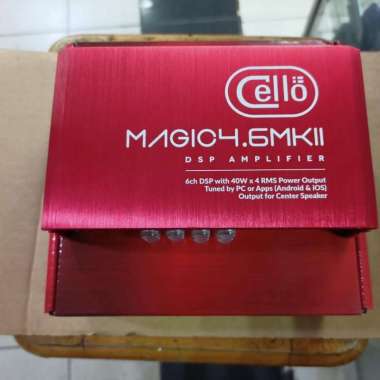 Cellö
MAGIC4.6MKII
DSP AMPLIFIER
6ch DSP with 40W x 4 RMS Power Output
Tuned by PC or Apps (Android & IOS)
Output for Center Speaker